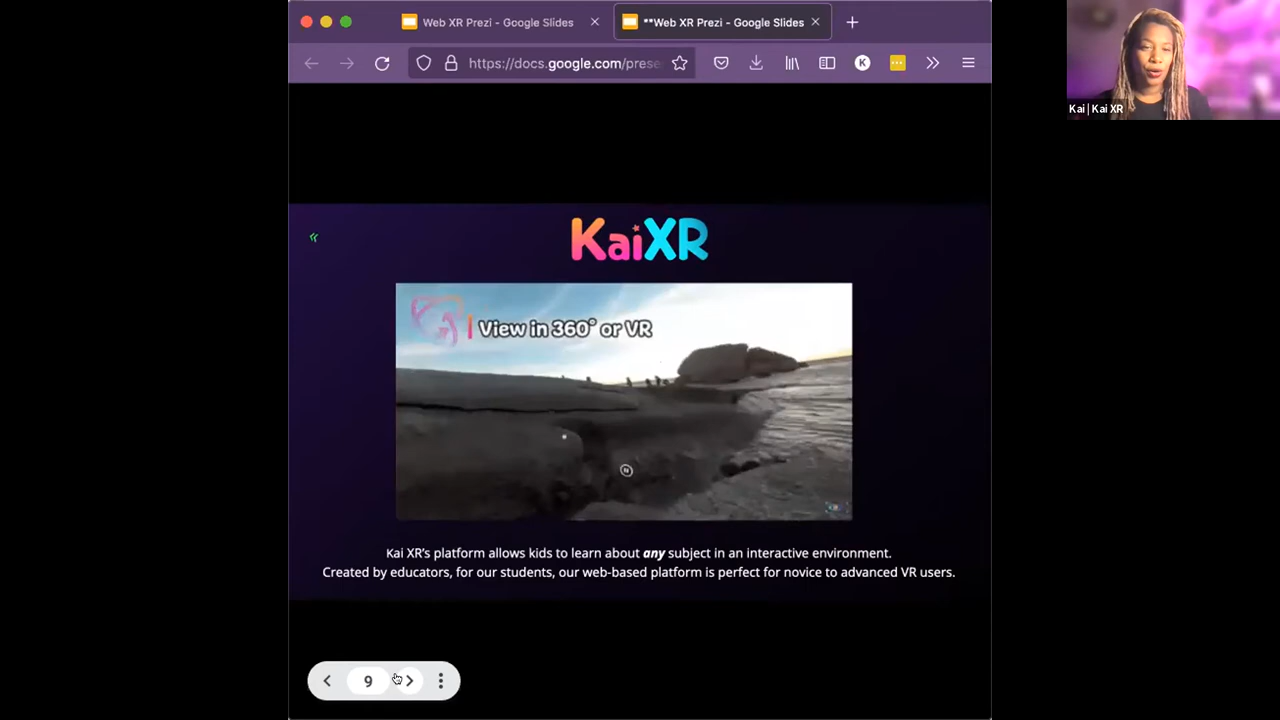 Web XR Prezi - Google Slides
**Web XR Prezi - Google Slides
https://docs.google.com/prese
K
Kai | Kai XR
KaiXR
View in 360° or VR
Kai XR's platform allows kids to learn about any subject in an interactive environment.
Created by educators, for our students, our web-based platform is perfect for novice to advanced VR users.
9